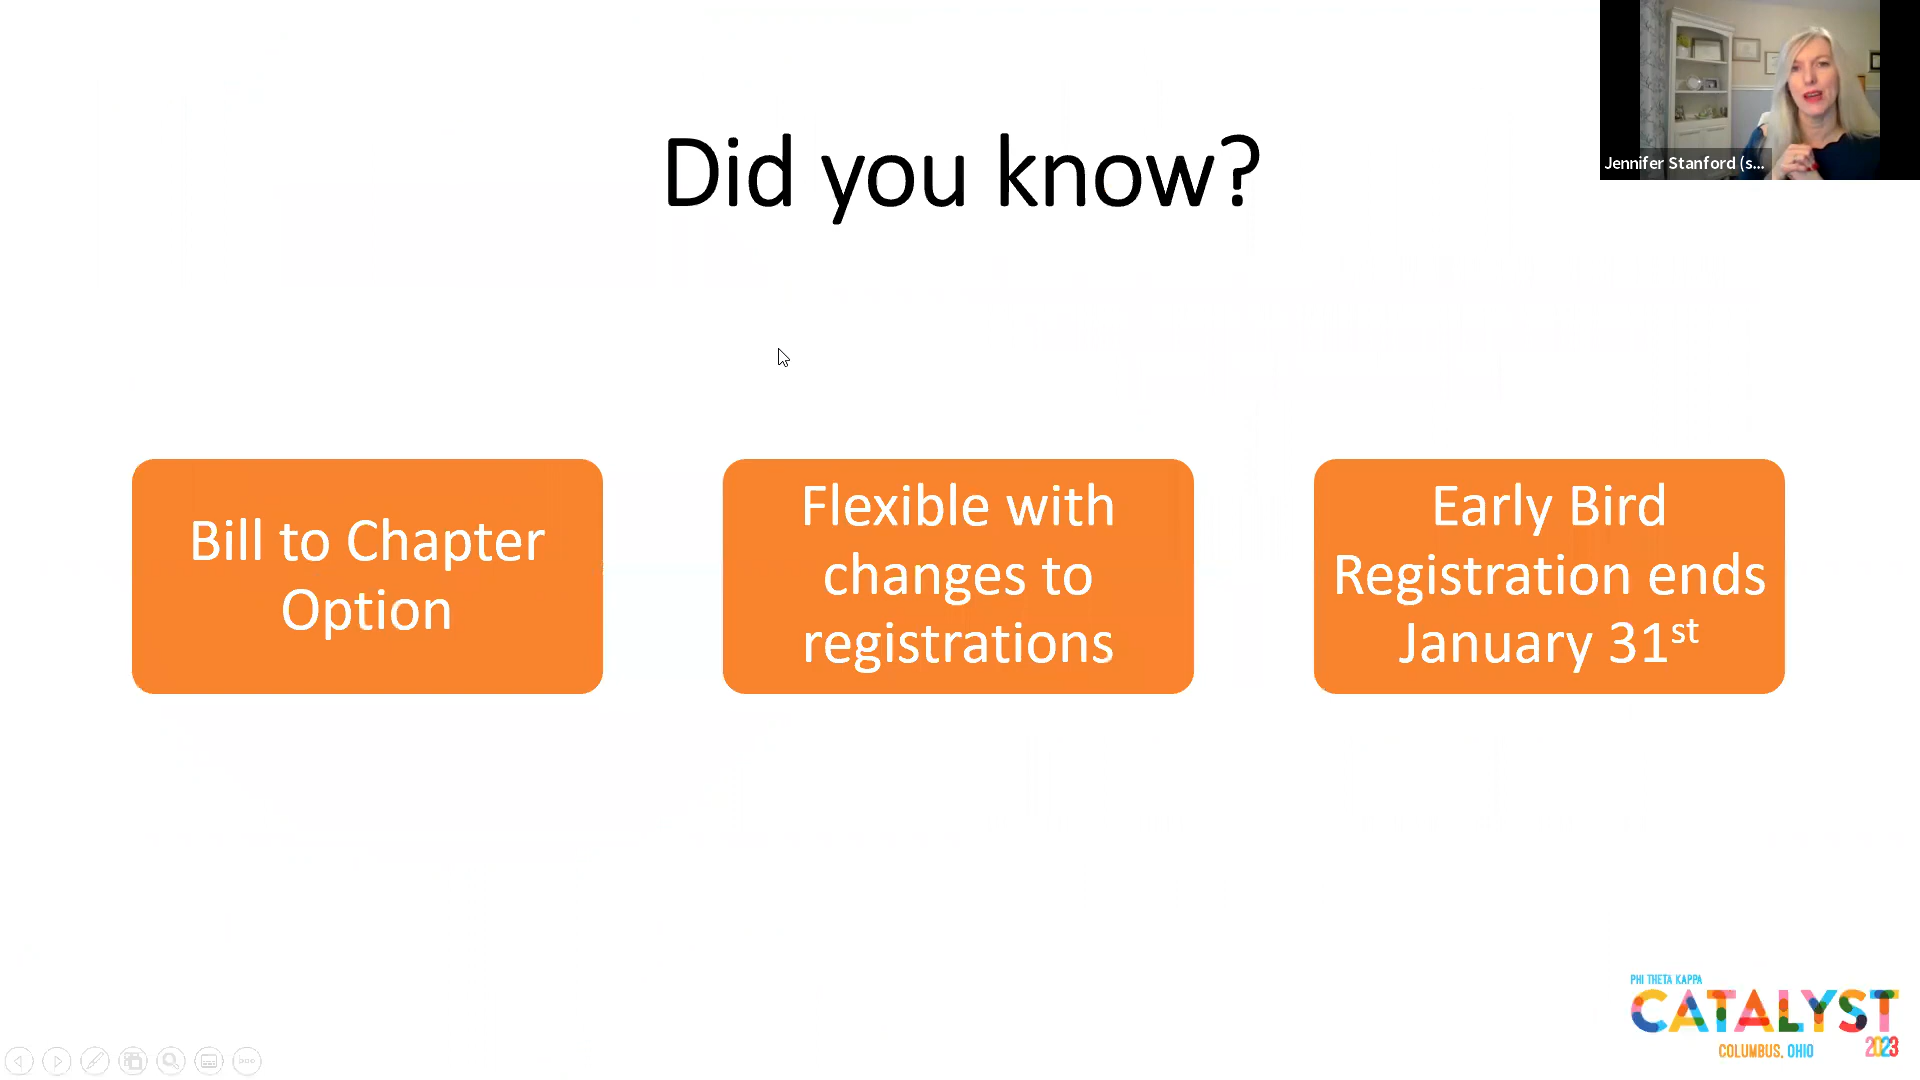 Did you know?
Jennifer Stanford (s...
Bill to Chapter
Option
Flexible with
changes to
registrations
Early Bird
Registration ends
January 31st
PHI THETA KAPPA
CATALYST
COLUMBUS, OHIO
2023